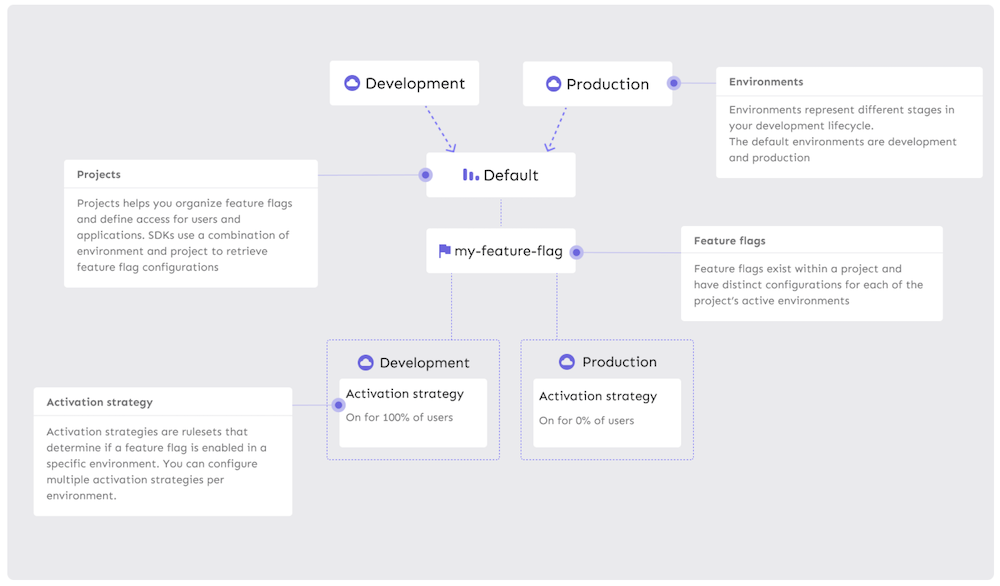 Development
Production
Environments
Environments represent different stages in
your development lifecycle.
The default environments are development
and production
Projects
Projects helps you organize feature flags
and define access for users and
applications. SDKs use a combination of
environment and project to retrieve
feature flag configurations
Default
my-feature-flag
Feature flags
Feature flags exist within a project and
have distinct configurations for each of the
project's active environments
Development
Activation strategy
On for 100% of users
Production
Activation strategy
On for 0% of users
Activation strategy
Activation strategies are rulesets that
determine if a feature flag is enabled in a
specific environment. You can configure
multiple activation strategies per
environment.